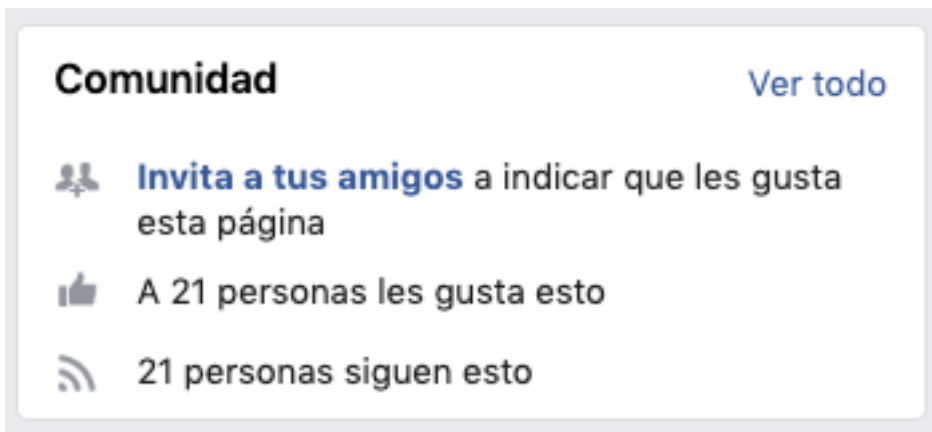 Comunidad
Ver todo
Invita a tus amigos a indicar que les gusta
esta página
A 21 personas les gusta esto
21 personas siguen esto